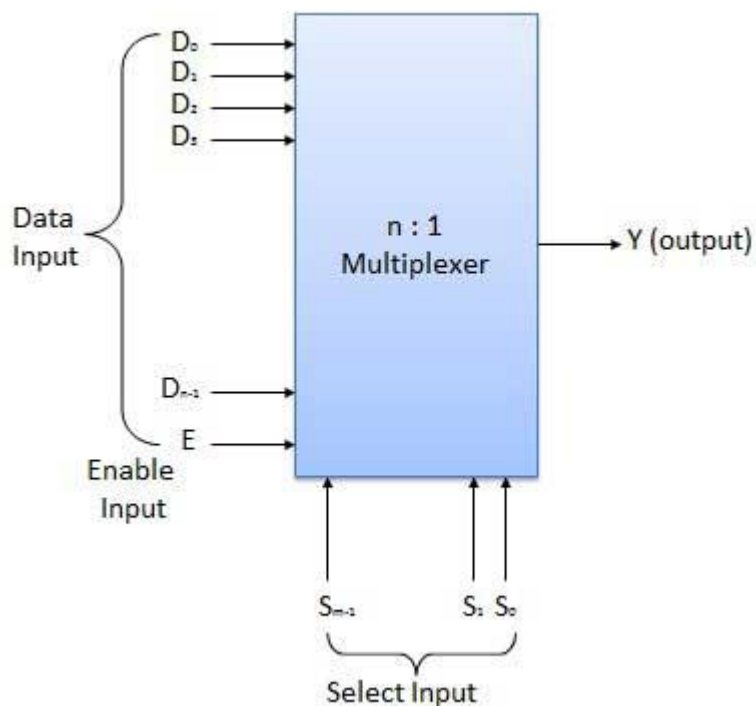 D₀
D₁
D₂
D₃
Data
Input
n : 1
Multiplexer
Y (output)
Dₙ₋₁
E
Enable
Input
Sₘ₋₁
S₁ S₀
Select Input